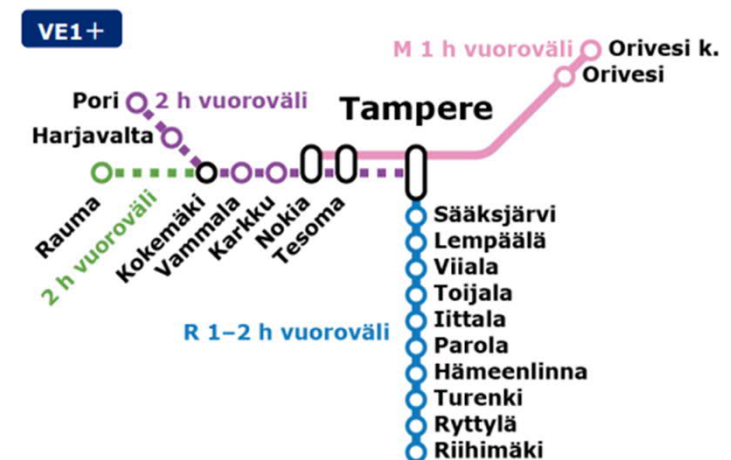 VE1+
M 1 h vuoroväli
Orivesi k.
Orivesi
Pori
2 h vuoroväli
Tampere
Harjavalta
Rauma
2 h vuoroväli
Kokemäki
Vammala
Karkku
Nokia
Tesoma
Sääksjärvi
Lempäälä
Viiala
Toijala
Iittala
R 1–2 h vuoroväli
Parola
Hämeenlinna
Turenki
Ryttylä
Riihimäki